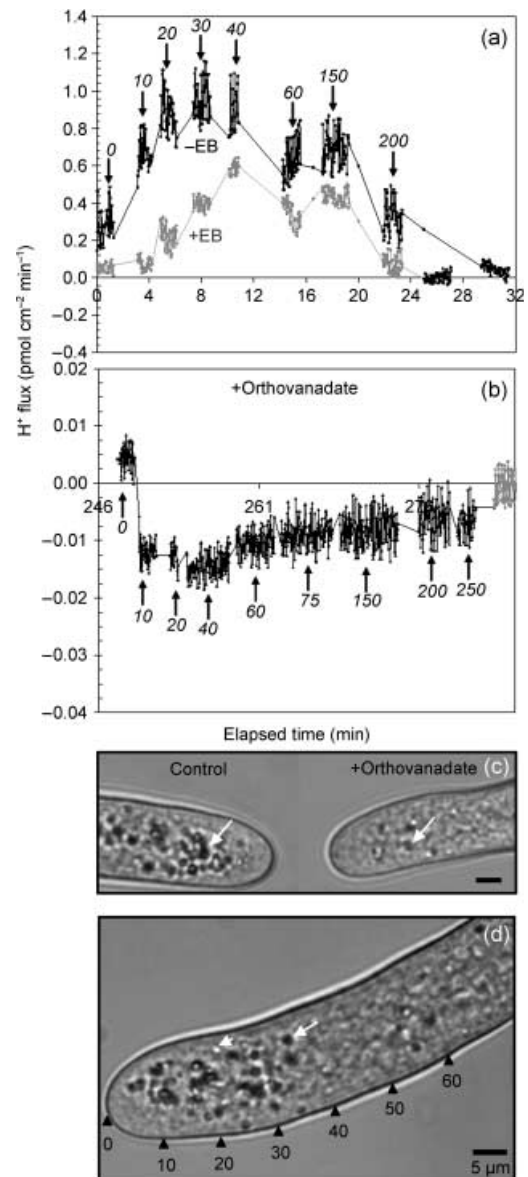 (a)
H⁺ flux (pmol cm⁻² min⁻¹)
1.4
1.2
1.0
0.8
0.6
0.4
0.2
0.0
−0.2
−0.4
0
10
20
30
40
60
150
200
−EB
+EB
0 4 8 12 16 20 24 28 32
(b)
+Orthovanadate
0.02
0.01
0.00
−0.01
−0.02
−0.03
−0.04
246 261 276
0
10
20
40
60
75
150
200
250
Elapsed time (min)
Control +Orthovanadate (c)
(d)
0 10 20 30 40 50 60
5 µm